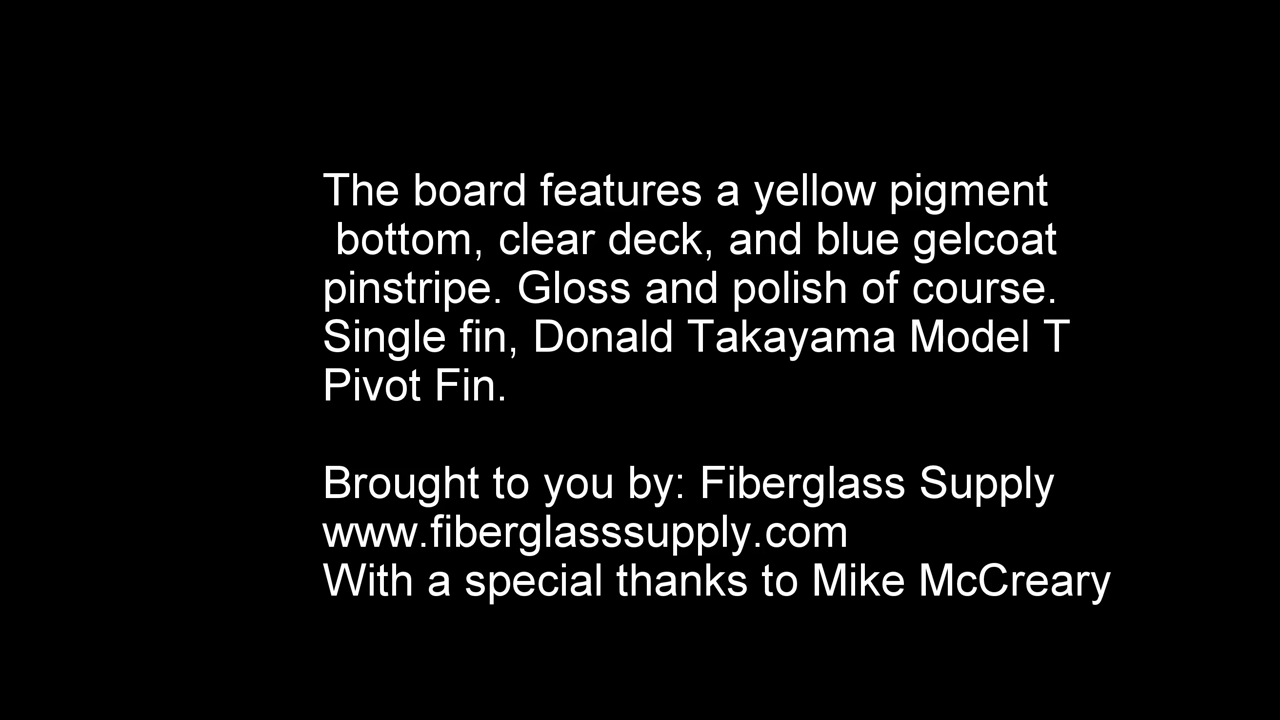 The board features a yellow pigment
bottom, clear deck, and blue gelcoat
pinstripe. Gloss and polish of course.
Single fin, Donald Takayama Model T
Pivot Fin.
Brought to you by: Fiberglass Supply
www.fiberglasssupply.com
With a special thanks to Mike McCreary